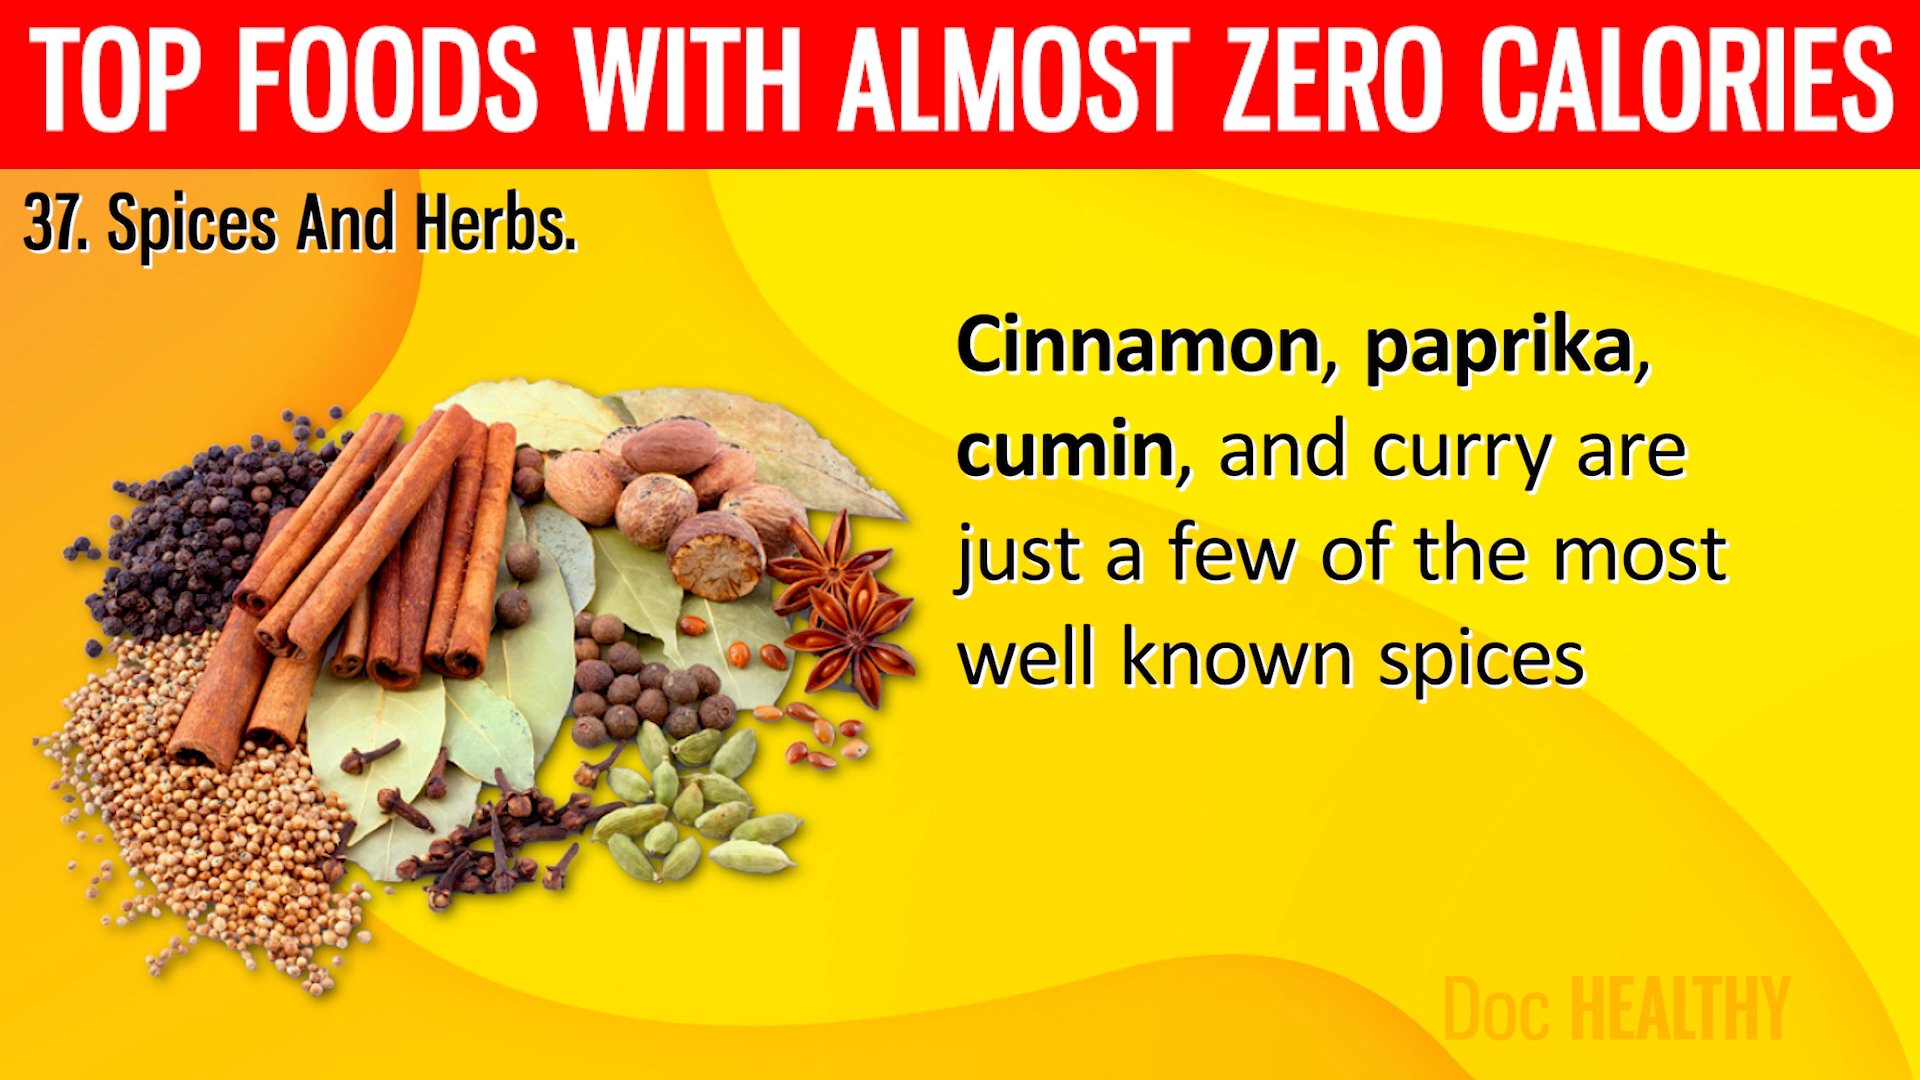 TOP FOODS WITH ALMOST ZERO CALORIES
37. Spices And Herbs.
Cinnamon, paprika,
cumin, and curry are
just a few of the most
well known spices
Doc HEALTHY